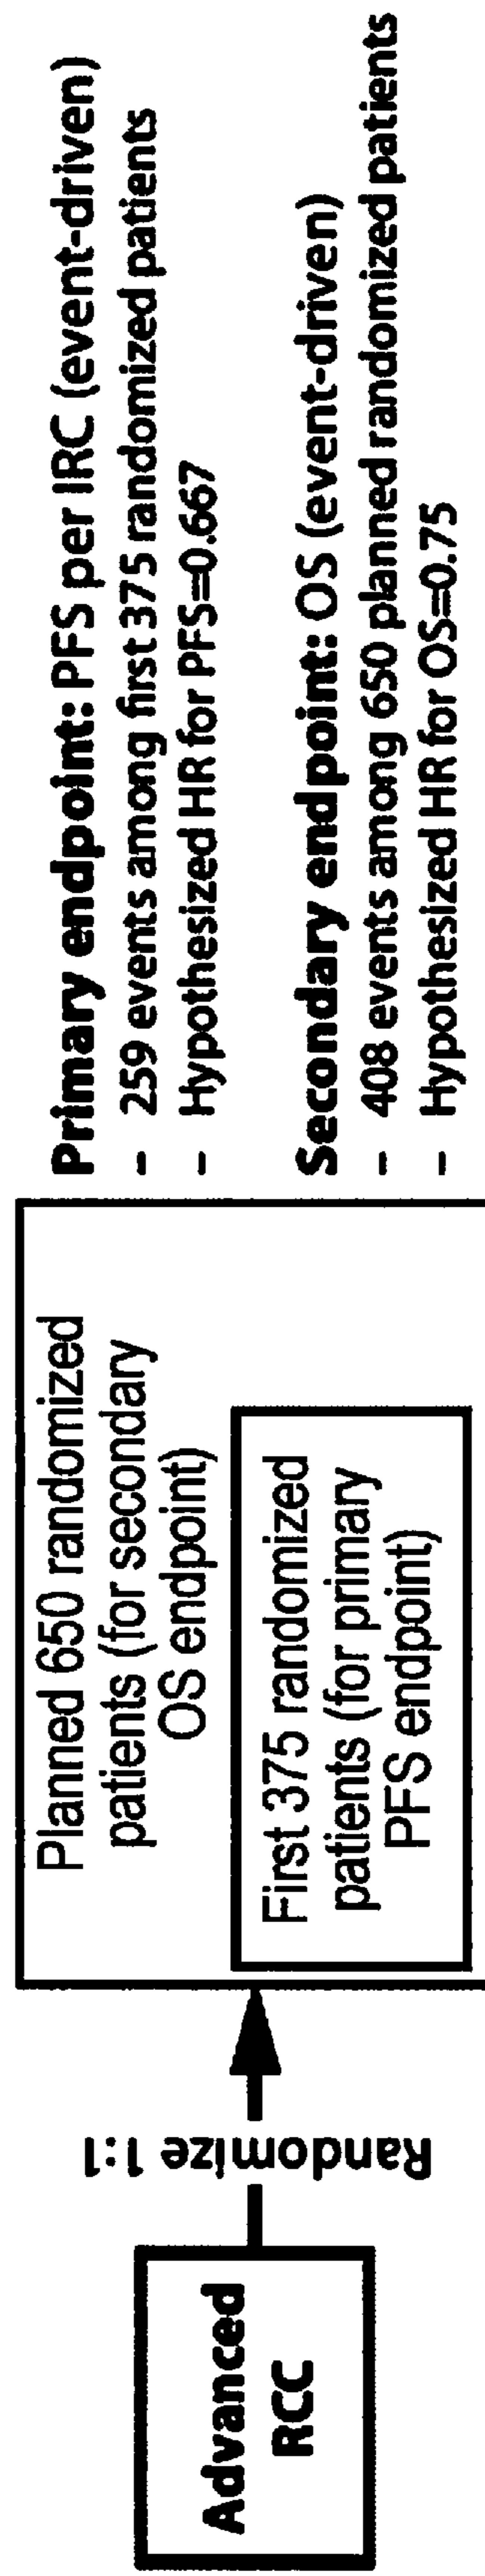 Advanced
RCC
Randomize 1:1
Planned 650 randomized
patients (for secondary
OS endpoint)
First 375 randomized
patients (for primary
PFS endpoint)
Primary endpoint: PFS per IRC (event-driven)
- 259 events among first 375 randomized patients
- Hypothesized HR for PFS=0.667
Secondary endpoint: OS (event-driven)
- 408 events among 650 planned randomized patients
- Hypothesized HR for OS=0.75